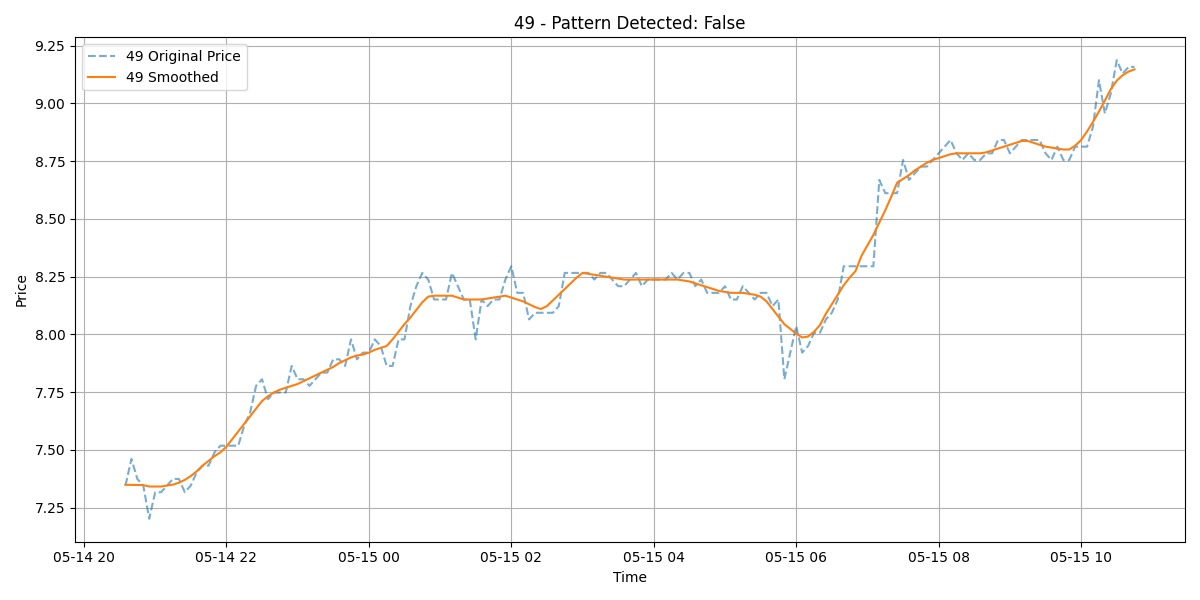 49 - Pattern Detected: False
49 Original Price
49 Smoothed
9.25
9.00
8.75
8.50
8.25
8.00
7.75
7.50
7.25
Price
05-14 20 05-14 22 05-15 00 05-15 02 05-15 04 05-15 06 05-15 08 05-15 10
Time